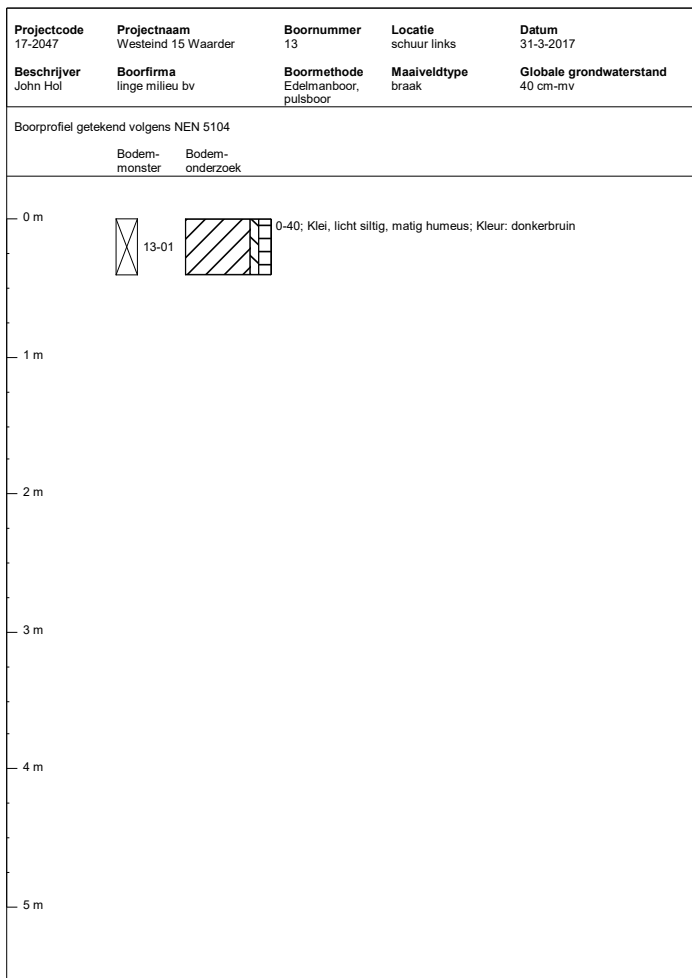 Projectcode Projectnaam Boornummer Locatie Datum
17-2047 Westeind 15 Waarder 13 schuur links 31-3-2017
Beschrijver Boorfirma Boormethode Maaiveldtype Globale grondwaterstand
John Hol linge milieu bv Edelmanboor, braak 40 cm-mv
pulsboor
Boorprofiel getekend volgens NEN 5104
Bodem- Bodem-
monster onderzoek
0 m 0-40; Klei, licht siltig, matig humeus; Kleur: donkerbruin
13-01
1 m
2 m
3 m
4 m
5 m